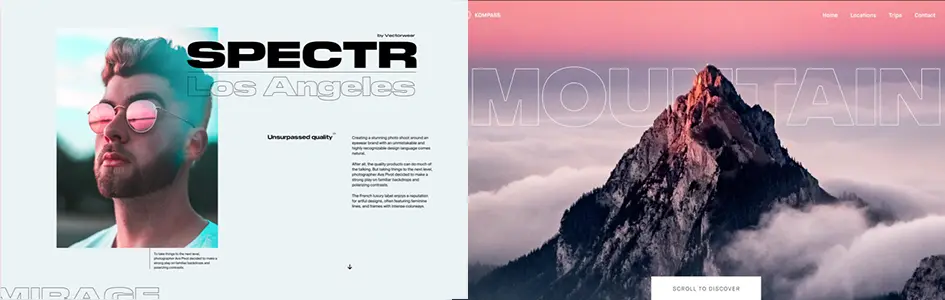 by Vectorwear
SPECTR
Los Angeles
Unsurpassed quality
Creating a stunning photo shoot around an
eyewear brand with an unmistakable and
highly recognizable design language comes
natural.
After all, the quality products can do much of
the talking. But taking things to the next level,
photographer Ava Pivot decided to make a
strong play on familiar backdrops and
polarizing contrasts.
The French luxury label enjoys a reputation
for artful designs, often featuring feminine
lines, and frames with intense colorways.
To take things to the next level,
photographer Ava Pivot decided to make a
strong play on familiar backdrops and
polarizing contrasts.
MIRAGE
KOMPASS
Home Locations Trips Contact
MOUNTAIN
SCROLL TO DISCOVER